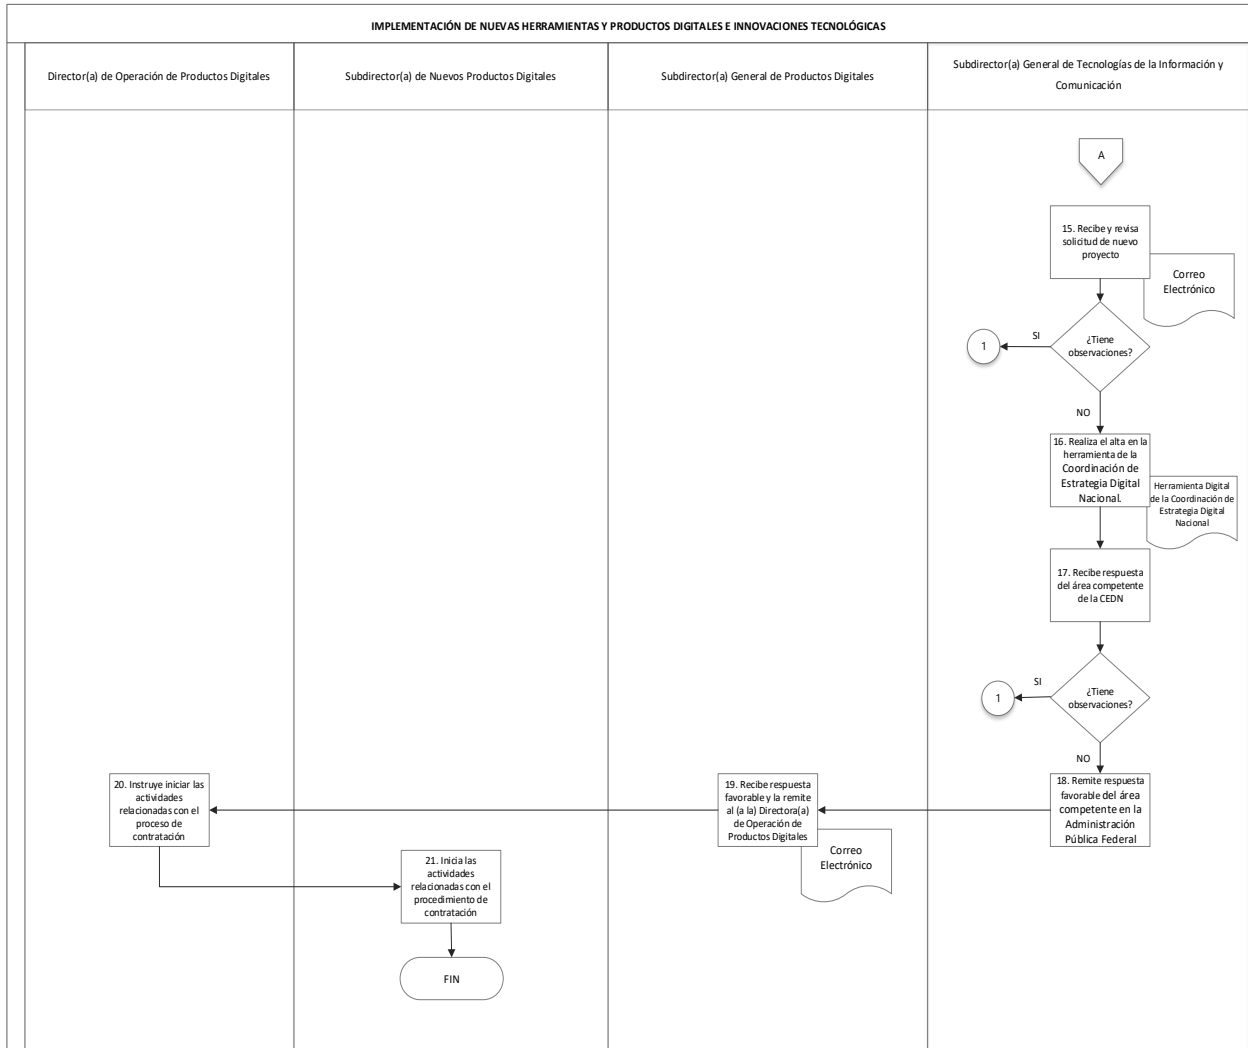 IMPLEMENTACIÓN DE NUEVAS HERRAMIENTAS Y PRODUCTOS DIGITALES E INNOVACIONES TECNOLÓGICAS
Director(a) de Operación de Productos Digitales
Subdirector(a) de Nuevos Productos Digitales
Subdirector(a) General de Productos Digitales
Subdirector(a) General de Tecnologías de la Información y
Comunicación
A
15. Recibe y revisa
solicitud de nuevo
proyecto
Correo
Electrónico
¿Tiene
observaciones?
SI
1
NO
16. Realiza el alta en la
herramienta de la
Coordinación de
Estrategia Digital
Nacional.
Herramienta Digital
de la Coordinación de
Estrategia Digital
Nacional
17. Recibe respuesta
del área competente
de la CEDN
¿Tiene
observaciones?
SI
1
NO
18. Remite respuesta
favorable del área
competente en la
Administración
Pública Federal
19. Recibe respuesta
favorable y la remite
al (a la) Directora(a)
de Operación de
Productos Digitales
Correo
Electrónico
20. Instruye iniciar las
actividades
relacionadas con el
proceso de
contratación
21. Inicia las
actividades
relacionadas con el
procedimiento de
contratación
FIN